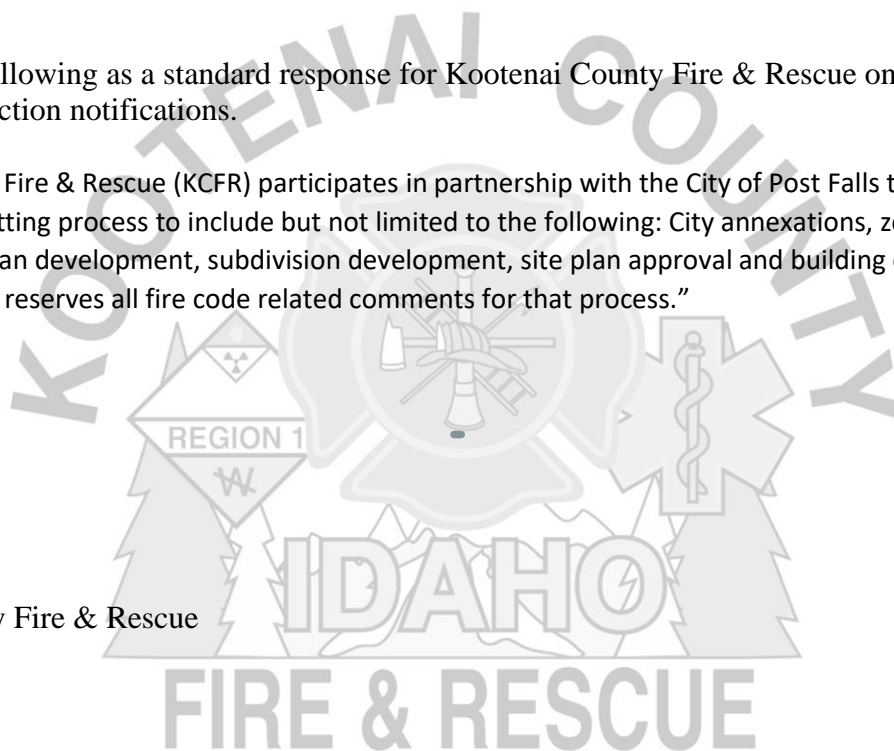 KOOTENAI COUNTY
llowing as a standard response for Kootenai County Fire & Rescue on
ction notifications.
Fire & Rescue (KCFR) participates in partnership with the City of Post Falls t
tting process to include but not limited to the following: City annexations, z
an development, subdivision development, site plan approval and building
reserves all fire code related comments for that process.”
REGION 1
W
IDAHO
y Fire & Rescue
FIRE & RESCUE